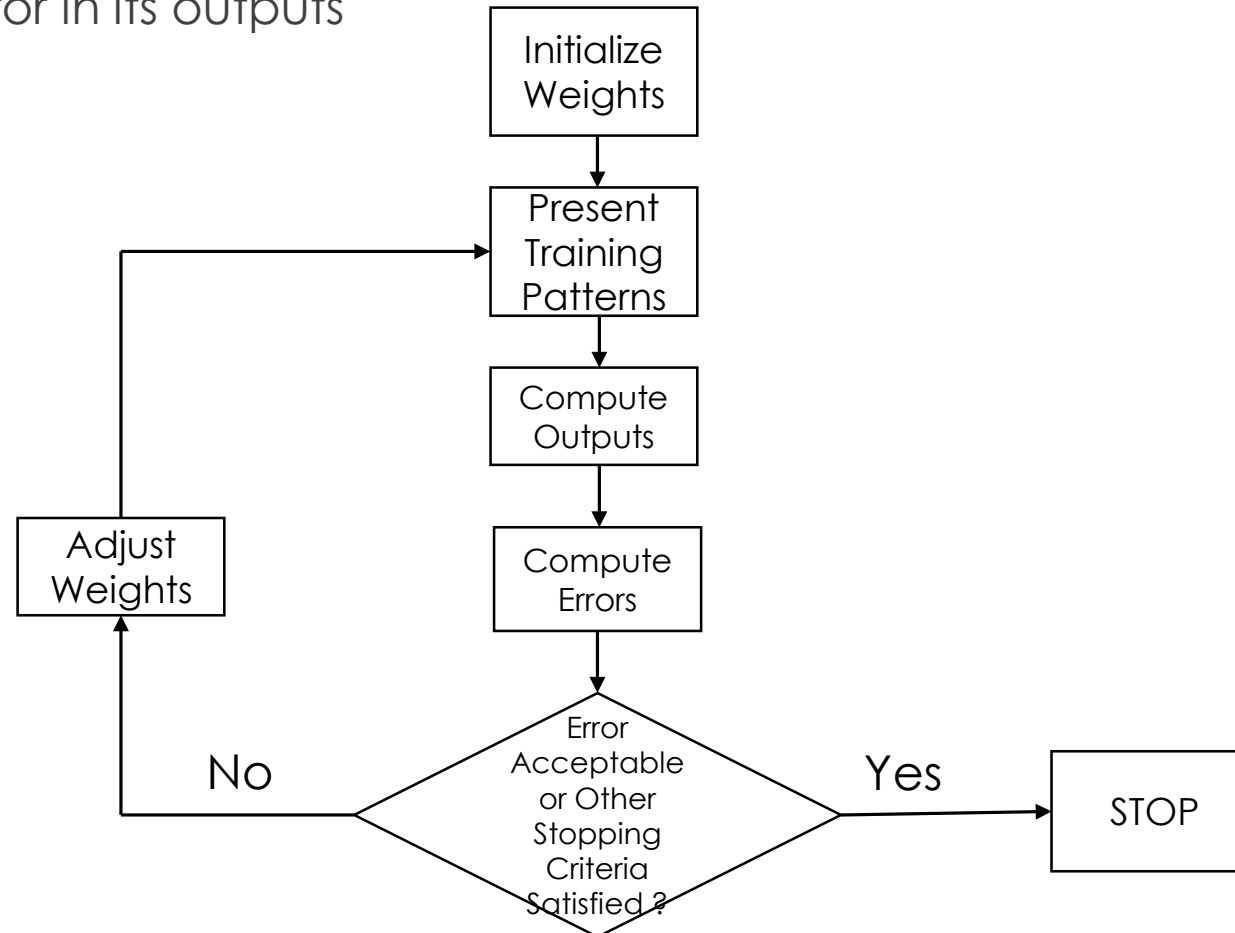 or in its outputs
Initialize
Weights
Present
Training
Patterns
Compute
Outputs
Adjust
Weights
Compute
Errors
Error
Acceptable
or Other
Stopping
Criteria
Satisfied ?
No
Yes
STOP